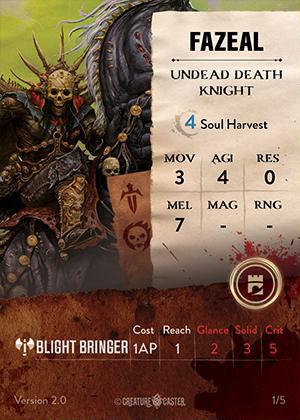 FAZEAL
UNDEAD DEATH
KNIGHT
4 Soul Harvest
MOV AGI RES
3 4 0
MEL MAG RNG
7 - -
Cost Reach Glance Solid Crit
BLIGHT BRINGER 1AP 1 2 3 5
Version 2.0 © CREATURE CASTER 1/5